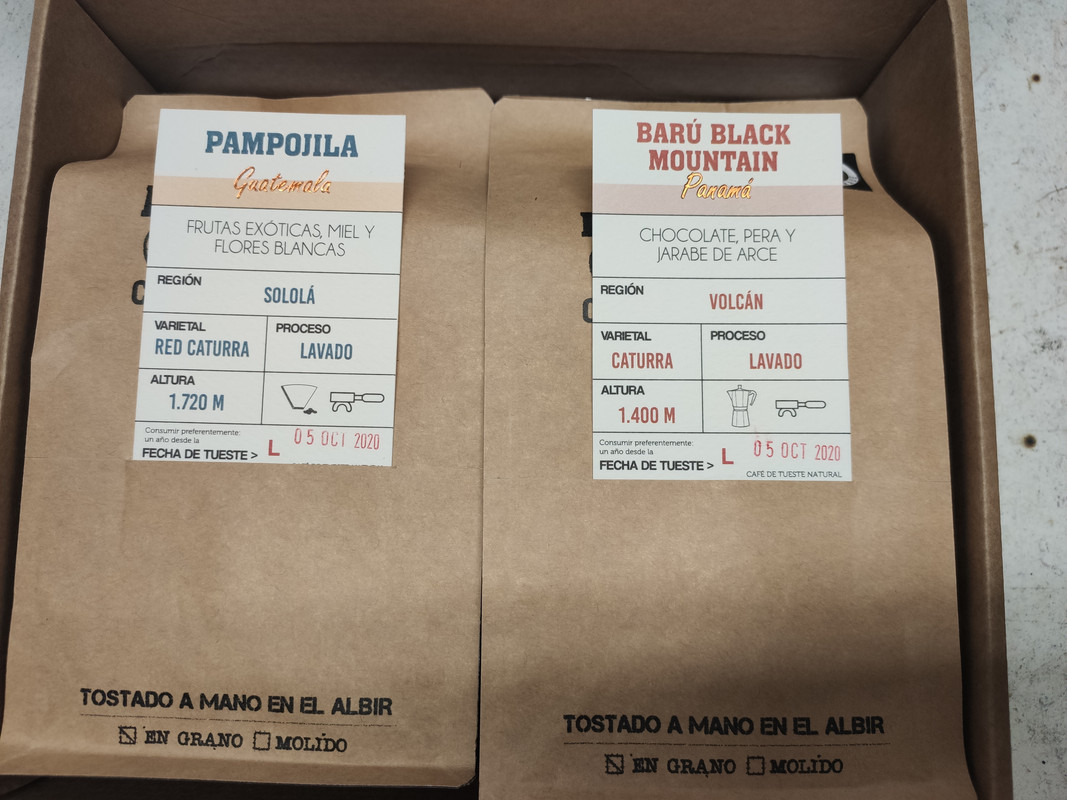 PAMPOJILA
Guatemala
FRUTAS EXÓTICAS, MIEL Y
FLORES BLANCAS
REGIÓN
SOLOLÁ
VARIETAL
RED CATURRA
PROCESO
LAVADO
ALTURA
1.720 M
Consumir preferentemente:
un año desde la
FECHA DE TUESTE > L 05 OCT 2020
TOSTADO A MANO EN EL ALBIR
EN GRANO MOLIDO
BARÚ BLACK
MOUNTAIN
Panamá
CHOCOLATE, PERA Y
JARABE DE ARCE
REGIÓN
VOLCÁN
VARIETAL
CATURRA
PROCESO
LAVADO
ALTURA
1.400 M
Consumir preferentemente:
un año desde la
FECHA DE TUESTE > L 05 OCT 2020
CAFÉ DE TUESTE NATURAL
TOSTADO A MANO EN EL ALBIR
EN GRANO MOLIDO